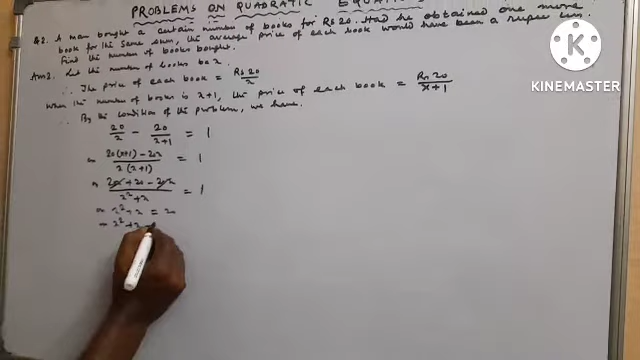 PROBLEMS ON QUADRATIC EQUATIONS
Q2. A man bought a certain number of books for Rs 20. Had he obtained one more
book for the same sum, the average price of each book would have been a rupee less.
Find the number of books bought.
Ans 2. Let the number of books be x.
∴ The price of each book = Rs 20/x
When the number of books is x+1, the price of each book = Rs 20/x+1
∴ By the condition of the problem, we have.
20/x - 20/x+1 = 1
⇒ 20(x+1) - 20x / x(x+1) = 1
⇒ 20x + 20 - 20x / x² + x = 1
⇒ x² + x = 20
⇒ x² + x -
KINEMASTER